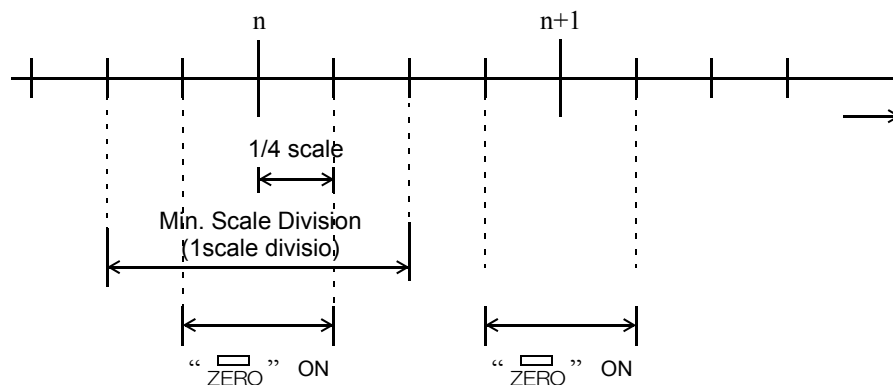 n n+1
1/4 scale
Min. Scale Division
(1scale divisio)
“ ZERO ” ON “ ZERO ” ON